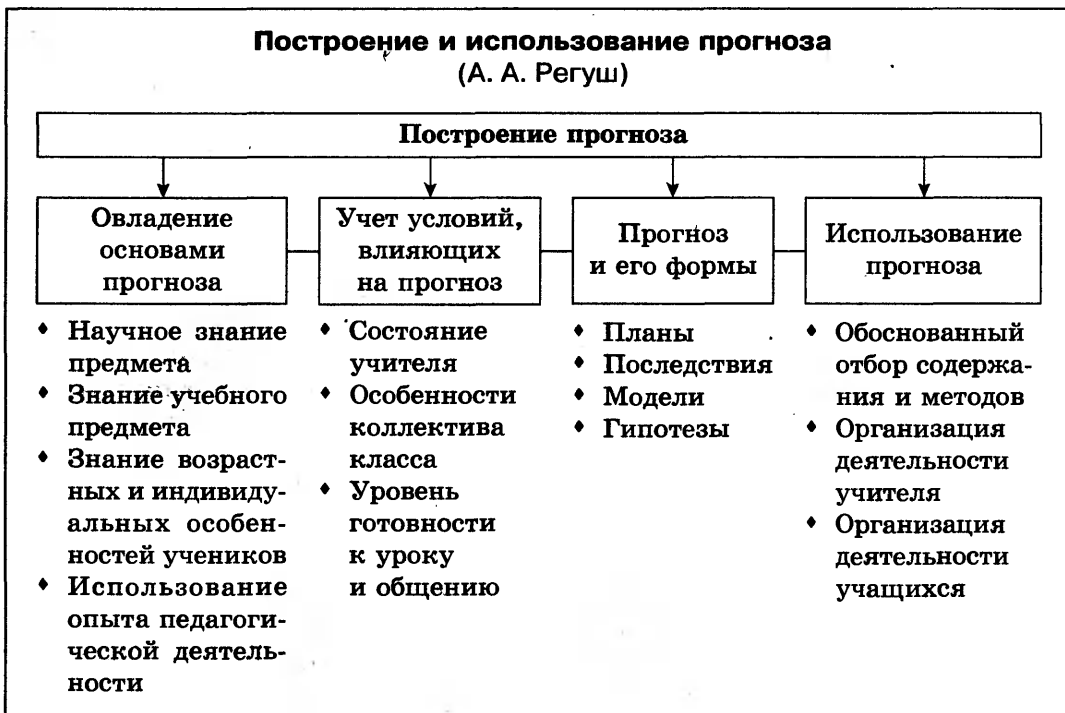 Построение и использование прогноза
(А. А. Регуш)
Построение прогноза
Овладение
основами
прогноза
Учет условий,
влияющих
на прогноз
Прогноз
и его формы
Использование
прогноза
♦ Научное знание
предмета
♦ Знание учебного
предмета
♦ Знание возраст-
ных и индивиду-
альных особен-
ностей учеников
♦ Использование
опыта педагоги-
ческой деятель-
ности
♦ Состояние
учителя
♦ Особенности
коллектива
класса
♦ Уровень
готовности
к уроку
и общению
♦ Планы
♦ Последствия
♦ Модели
♦ Гипотезы
♦ Обоснованный
отбор содержа-
ния и методов
♦ Организация
деятельности
учителя
♦ Организация
деятельности
учащихся